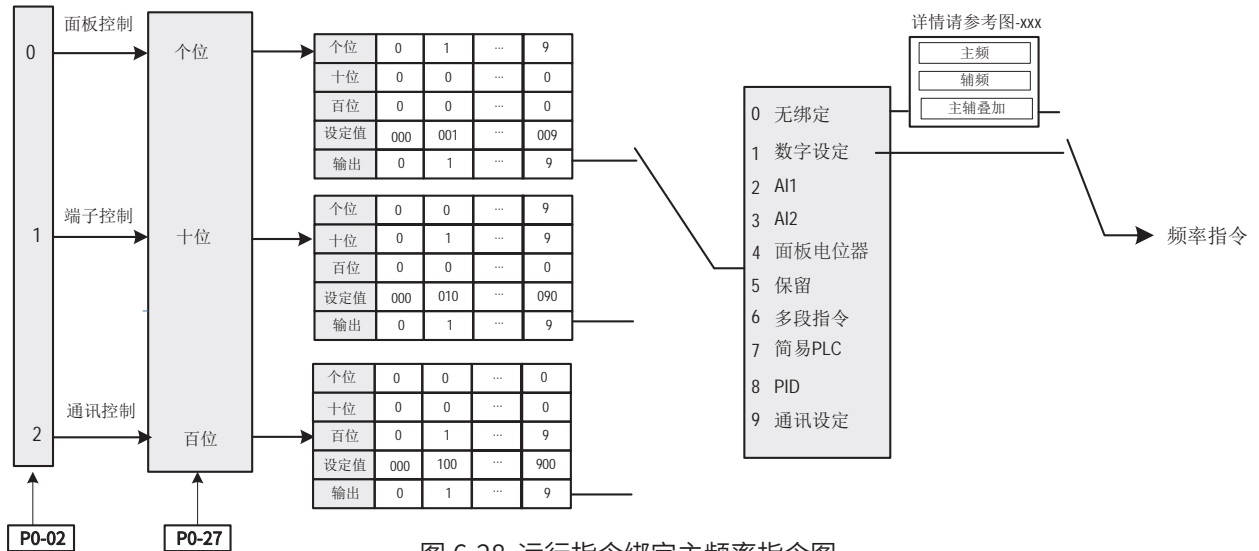 面板控制
0
个位
个位 0 1 ... 9
十位 0 0 ... 0
百位 0 0 ... 0
设定值 000 001 ... 009
输出 0 1 ... 9
端子控制
1
十位
个位 0 0 ... 9
十位 0 1 ... 9
百位 0 0 ... 0
设定值 000 010 ... 090
输出 0 1 ... 9
通讯控制
2
百位
个位 0 0 ... 0
十位 0 0 ... 0
百位 0 1 ... 9
设定值 000 100 ... 900
输出 0 1 ... 9
P0-02
P0-27
0 无绑定
1 数字设定
2 AI1
3 AI2
4 面板电位器
5 保留
6 多段指令
7 简易PLC
8 PID
9 通讯设定
详情请参考图-xxx
主频
辅频
主辅叠加
频率指令
图 6-28 运行指令绑定主频率指令图